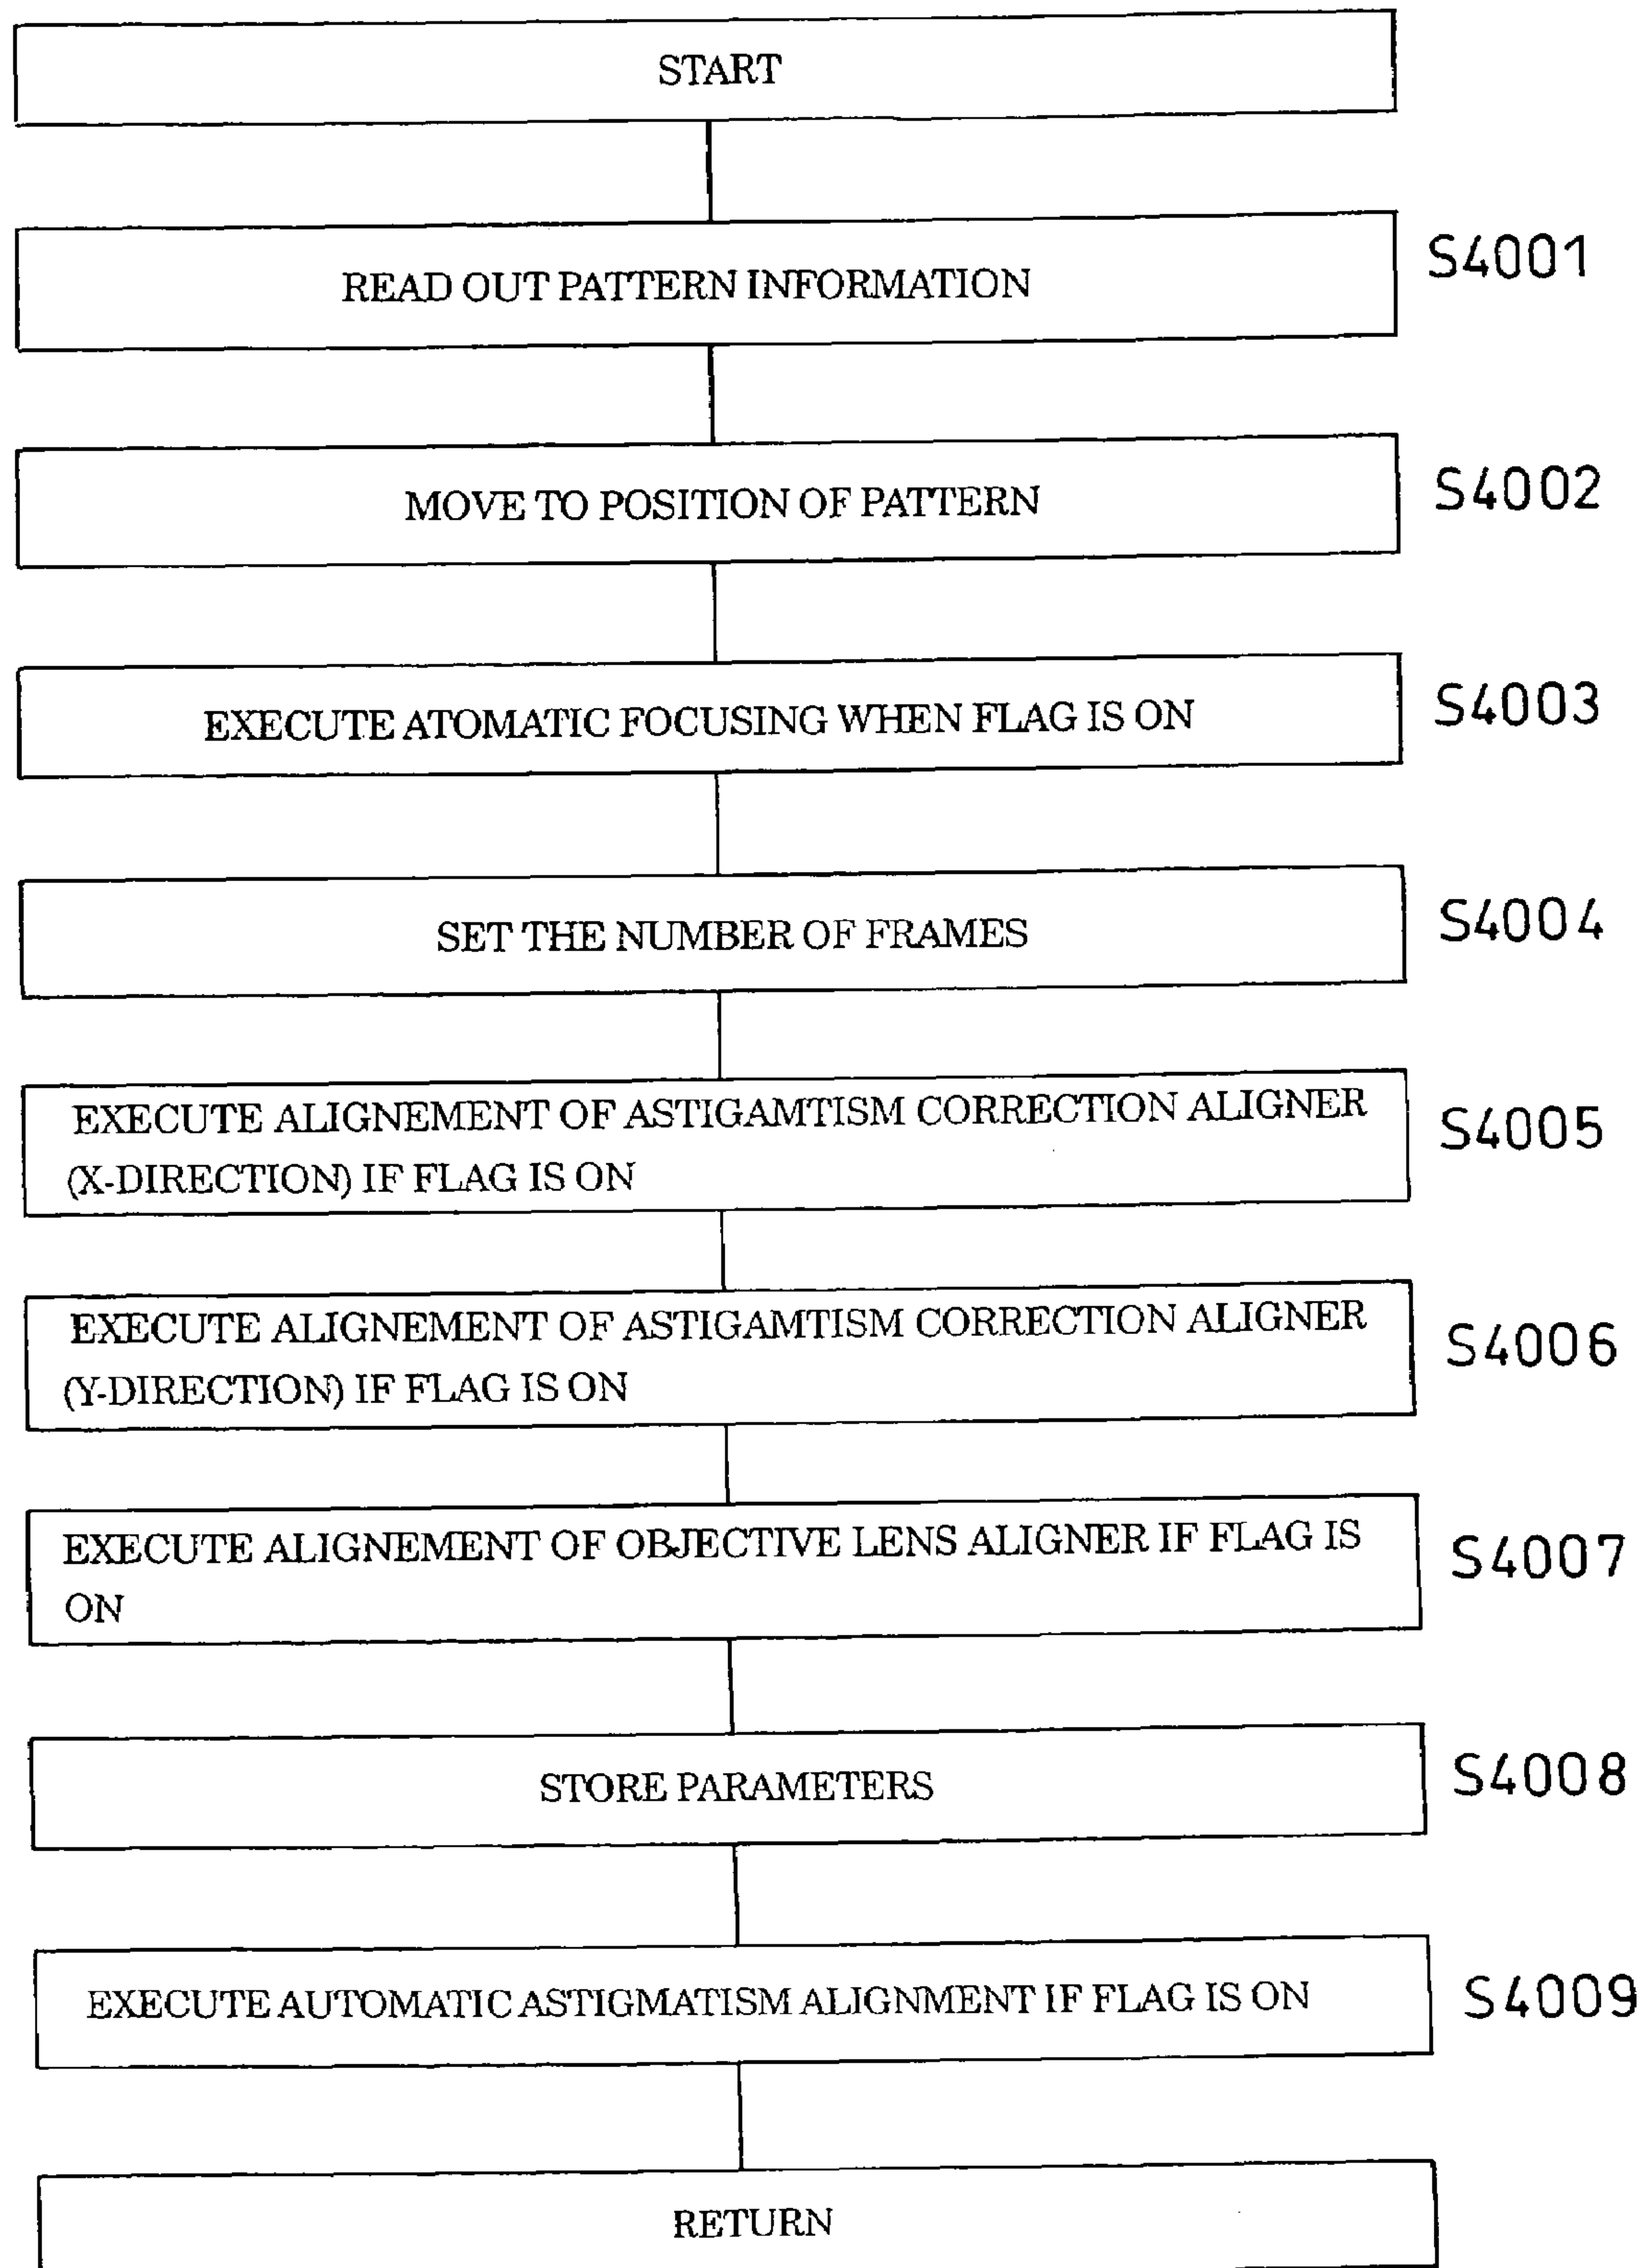 START
READ OUT PATTERN INFORMATION
S4001
MOVE TO POSITION OF PATTERN
S4002
EXECUTE ATOMATIC FOCUSING WHEN FLAG IS ON
S4003
SET THE NUMBER OF FRAMES
S4004
EXECUTE ALIGNEMENT OF ASTIGAMTISM CORRECTION ALIGNER
(X-DIRECTION) IF FLAG IS ON
S4005
EXECUTE ALIGNEMENT OF ASTIGAMTISM CORRECTION ALIGNER
(Y-DIRECTION) IF FLAG IS ON
S4006
EXECUTE ALIGNEMENT OF OBJECTIVE LENS ALIGNER IF FLAG IS
ON
S4007
STORE PARAMETERS
S4008
EXECUTE AUTOMATIC ASTIGMATISM ALIGNMENT IF FLAG IS ON
S4009
RETURN